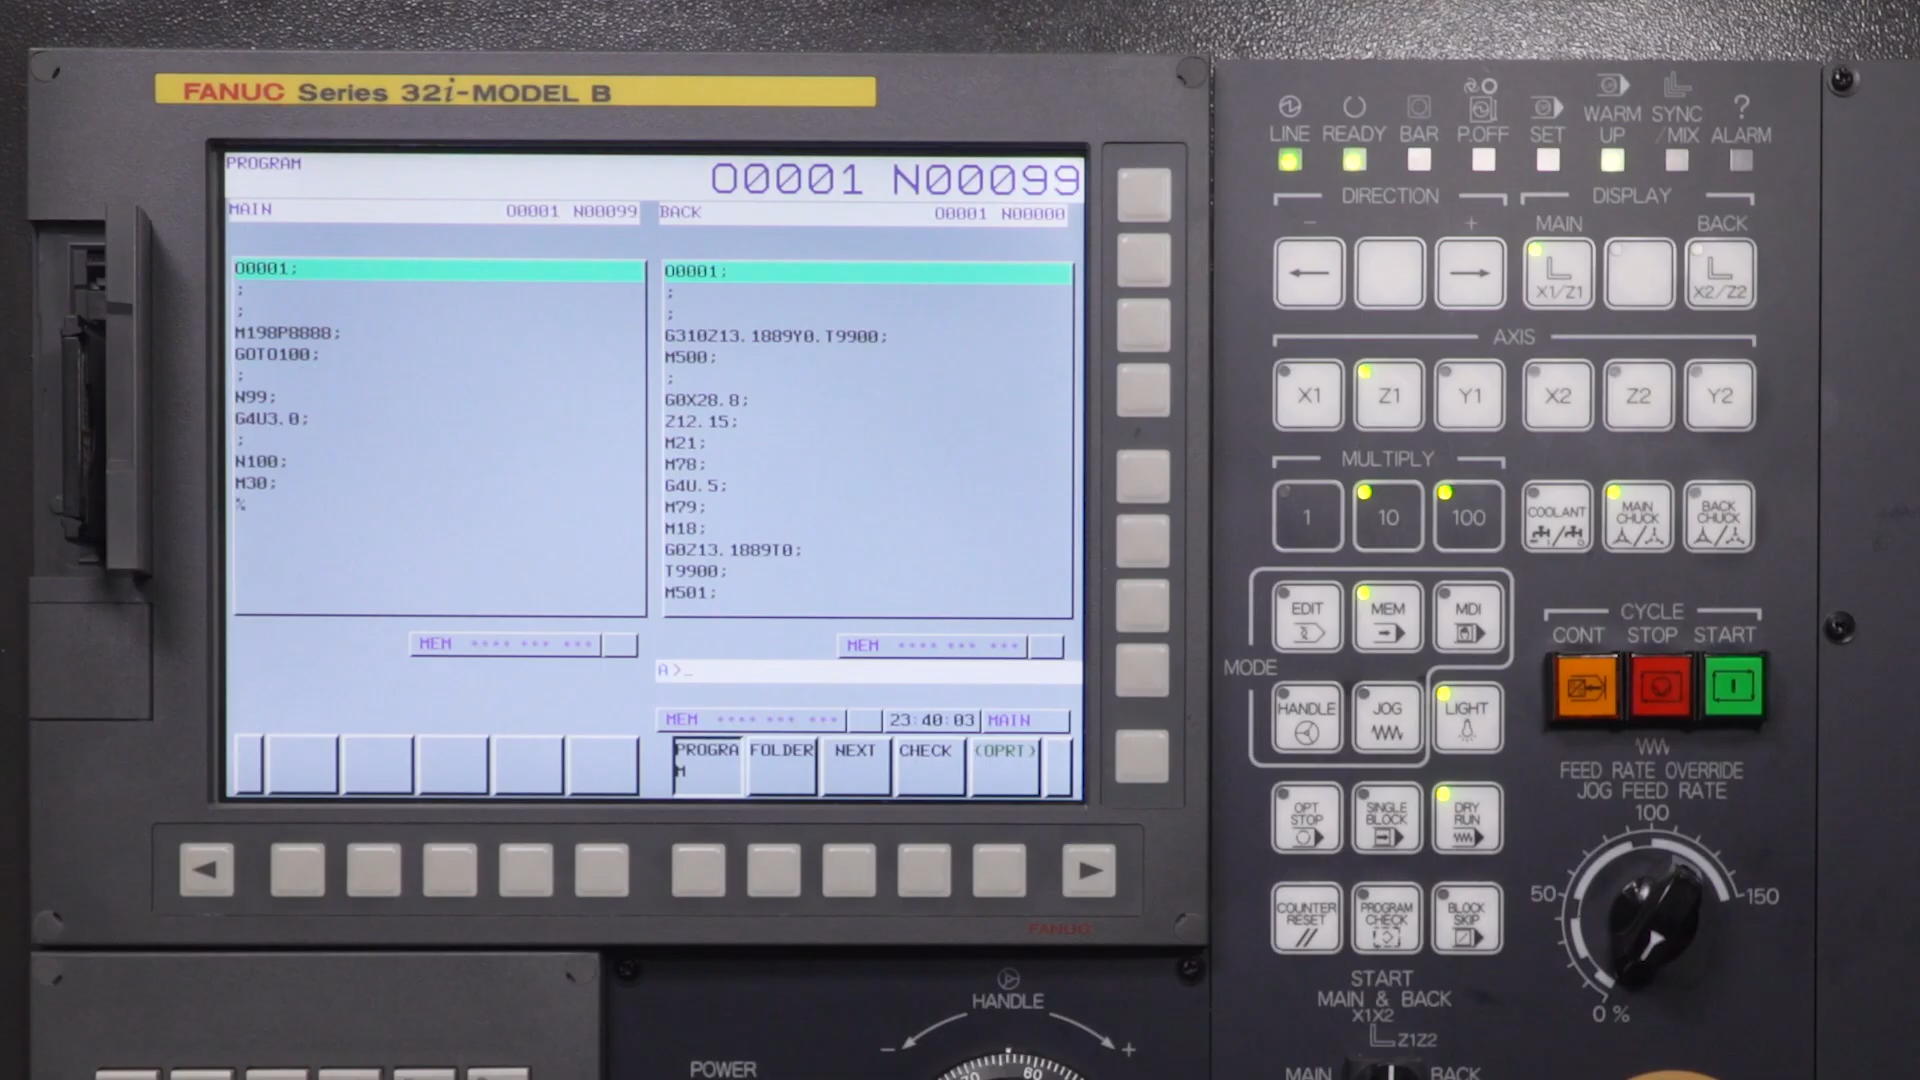 FANUC Series 32i-MODEL B
PROGRAM
O0001 N00099
MAIN O0001 N00099
BACK O0001 N00000
O0001;
;
;
M198P8888;
GOTO100;
;
N99;
G4U3.0;
;
N100;
M30;
%
O0001;
;
;
G310Z13.1889Y0.T9900;
M500;
;
G0X28.8;
Z12.15;
M21;
M78;
G4U.5;
M79;
M18;
G0Z13.1889T0;
T9900;
M501;
MEM **** *** ***
MEM **** *** ***
A>_
MEM **** *** *** 23:40:03 MAIN
PROGRA
M
FOLDER
NEXT
CHECK
(OPRT)
FANUC
LINE READY BAR P.OFF SET WARM UP SYNC /MIX ? ALARM
DIRECTION
DISPLAY
- +
MAIN BACK
X1/Z1
X2/Z2
AXIS
X1 Z1 Y1 X2 Z2 Y2
MULTIPLY
1 10 100
COOLANT
MAIN
CHUCK
BACK
CHUCK
MODE
EDIT
MEM
MDI
HANDLE
JOG
LIGHT
CYCLE
CONT STOP START
OPT
STOP
SINGLE
BLOCK
DRY
RUN
FEED RATE OVERRIDE
JOG FEED RATE
100
50
150
0 %
COUNTER
RESET
PROGRAM
CHECK
BLOCK
SKIP
START
MAIN & BACK
X1X2
Z1Z2
MAIN BACK
HANDLE
- +
POWER
70 60